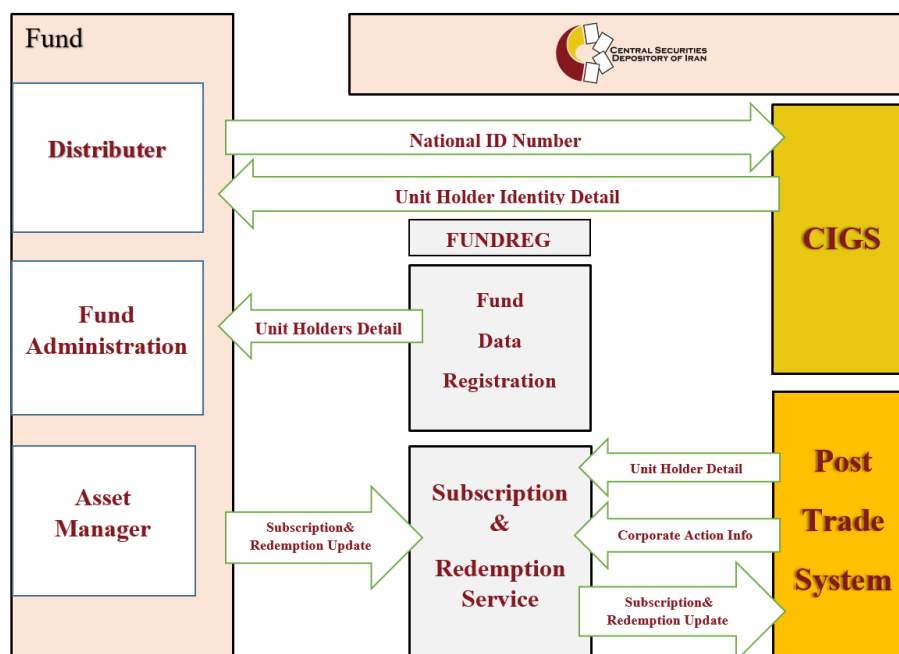 Fund
CENTRAL SECURITIES
DEPOSITORY OF IRAN
Distributer
National ID Number
Unit Holder Identity Detail
CIGS
FUNDREG
Fund
Administration
Unit Holders Detail
Fund
Data
Registration
Asset
Manager
Subscription&
Redemption Update
Subscription
&
Redemption
Service
Unit Holder Detail
Corporate Action Info
Subscription&
Redemption Update
Post
Trade
System